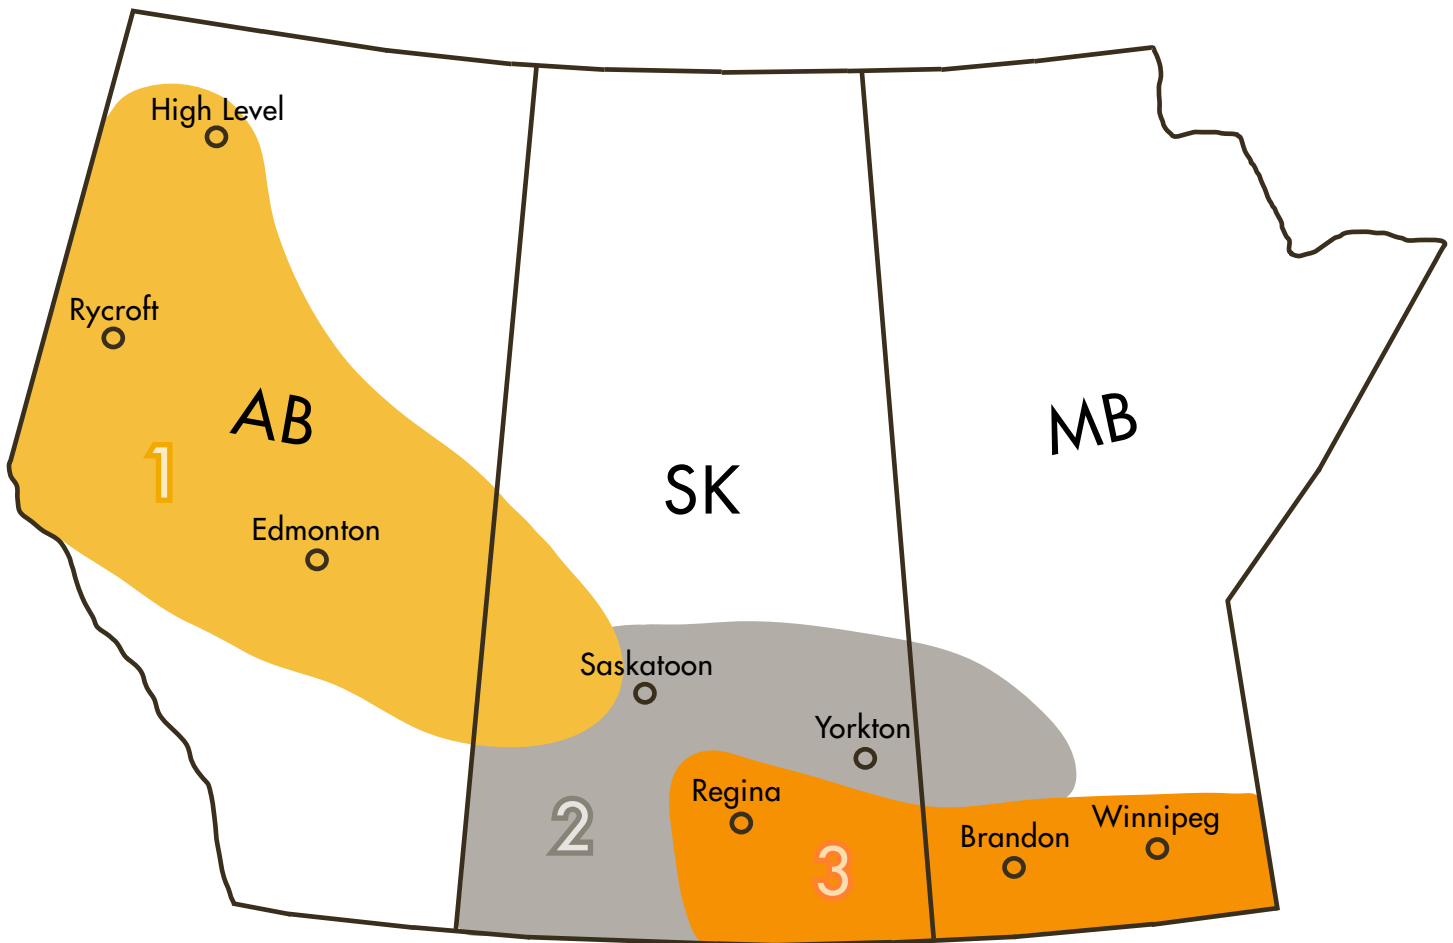 High Level
Rycroft
AB
MB
1
SK
Edmonton
Saskatoon
Yorkton
Regina
2
Winnipeg
Brandon
3